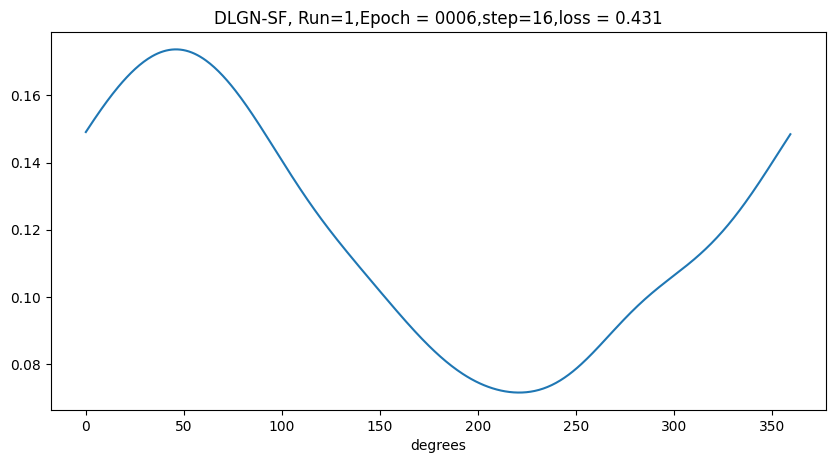 DLGN-SF, Run=1,Epoch = 0006,step=16,loss = 0.431
0.16
0.14
0.12
0.10
0.08
0 50 100 150 200 250 300 350
degrees